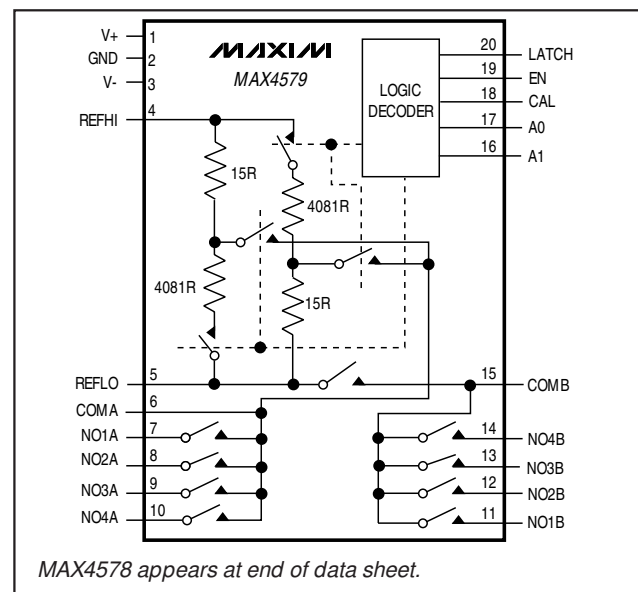 V+ 1
GND 2
V- 3
4
REFHI
MAXIM
MAX4579
LOGIC
DECODER
20 LATCH
19 EN
18 CAL
17 A0
16 A1
15R
4081R
4081R
15R
5
REFLO
6
COMA
7
NO1A
8
NO2A
9
NO3A
10
NO4A
15 COMB
14 NO4B
13 NO3B
12 NO2B
11 NO1B
MAX4578 appears at end of data sheet.